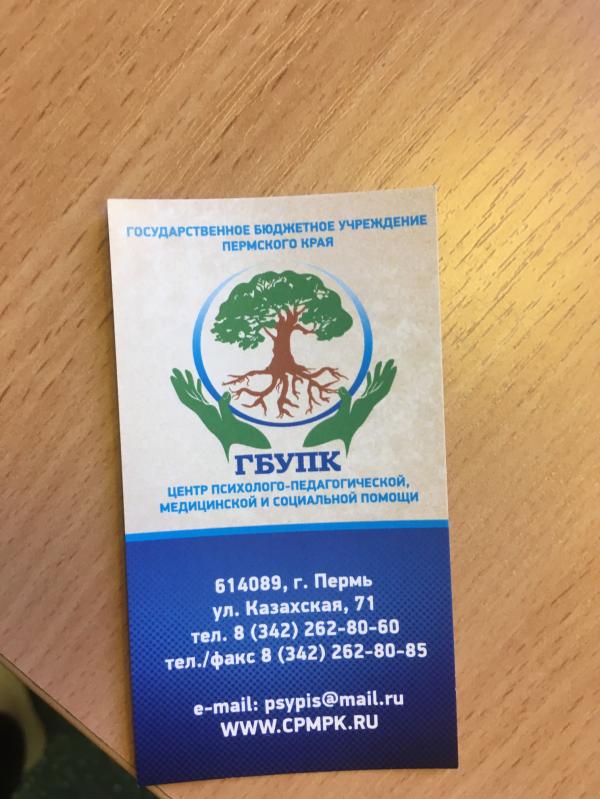 ГОСУДАРСТВЕННОЕ БЮДЖЕТНОЕ УЧРЕЖДЕНИЕ
ПЕРМСКОГО КРАЯ
ГБУПК
ЦЕНТР ПСИХОЛОГО-ПЕДАГОГИЧЕСКОЙ,
МЕДИЦИНСКОЙ И СОЦИАЛЬНОЙ ПОМОЩИ
614089, г. Пермь
ул. Казахская, 71
тел. 8 (342) 262-80-60
тел./факс 8 (342) 262-80-85
e-mail: psypis@mail.ru
WWW.CPMPK.RU